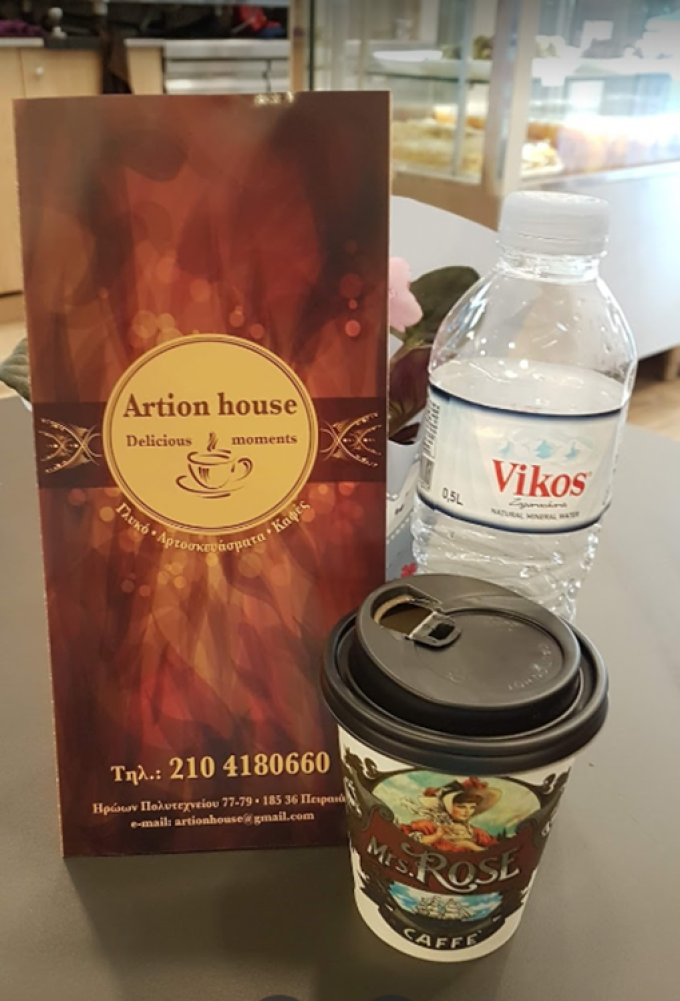 Artion house
Delicious moments
Γλυκό • Αρτοσκευάσματα • Καφές
Τηλ.: 210 4180660
Ηρώων Πολυτεχνείου 77-79 • 185 36 Πειραιά
e-mail: artionhouse@gmail.com
Vikos
0,5L
NATURAL MINERAL WATER
Mrs. ROSE
CAFFE'